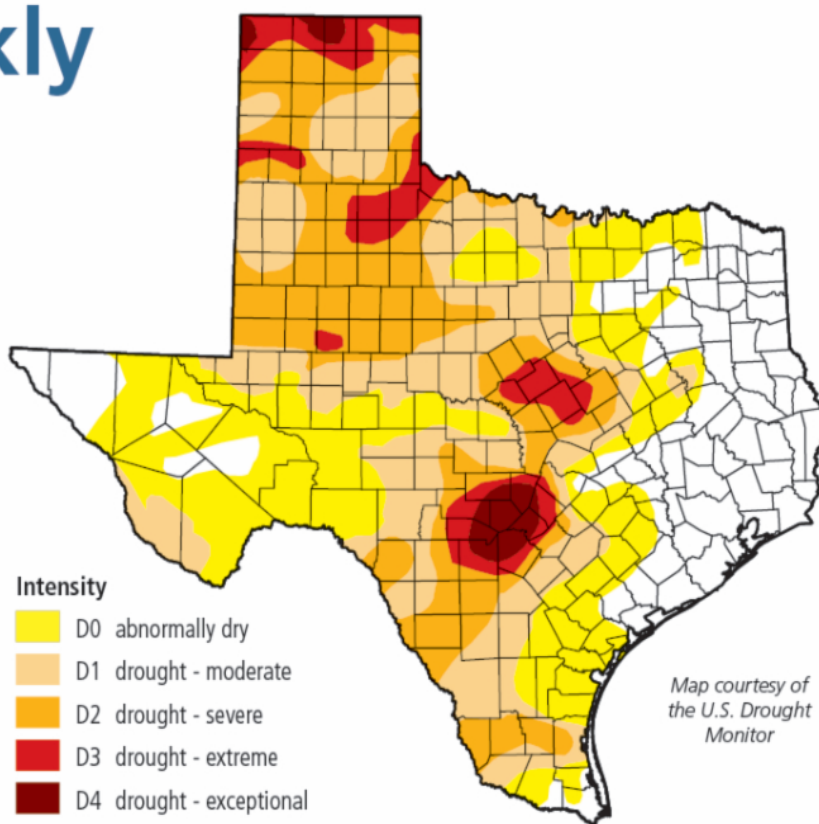 kly
Intensity
D0 abnormally dry
D1 drought - moderate
D2 drought - severe
D3 drought - extreme
D4 drought - exceptional
Map courtesy of
the U.S. Drought
Monitor